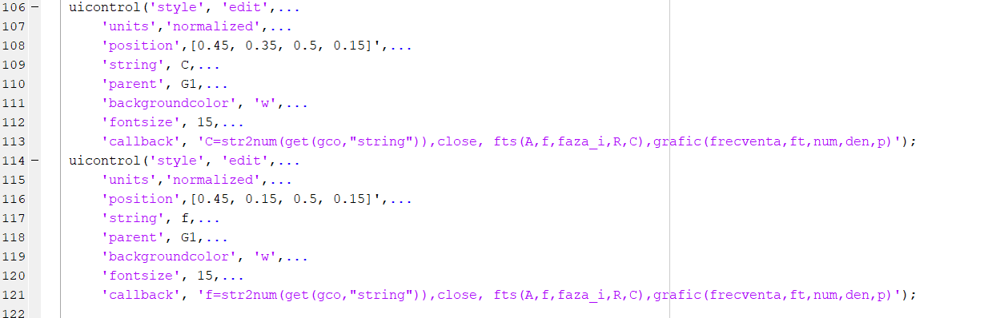 106 – uicontrol('style', 'edit',...
107 'units','normalized',...
108 'position',[0.45, 0.35, 0.5, 0.15]',...
109 'string', C,...
110 'parent', G1,...
111 'backgroundcolor', 'w',...
112 'fontsize', 15,...
113 'callback', 'C=str2num(get(gco,"string")),close, fts(A,f,faza_i,R,C),grafic(frecventa,ft,num,den,p)');
114 – uicontrol('style', 'edit',...
115 'units','normalized',...
116 'position',[0.45, 0.15, 0.5, 0.15]',...
117 'string', f,...
118 'parent', G1,...
119 'backgroundcolor', 'w',...
120 'fontsize', 15,...
121 'callback', 'f=str2num(get(gco,"string")),close, fts(A,f,faza_i,R,C),grafic(frecventa,ft,num,den,p)');
122